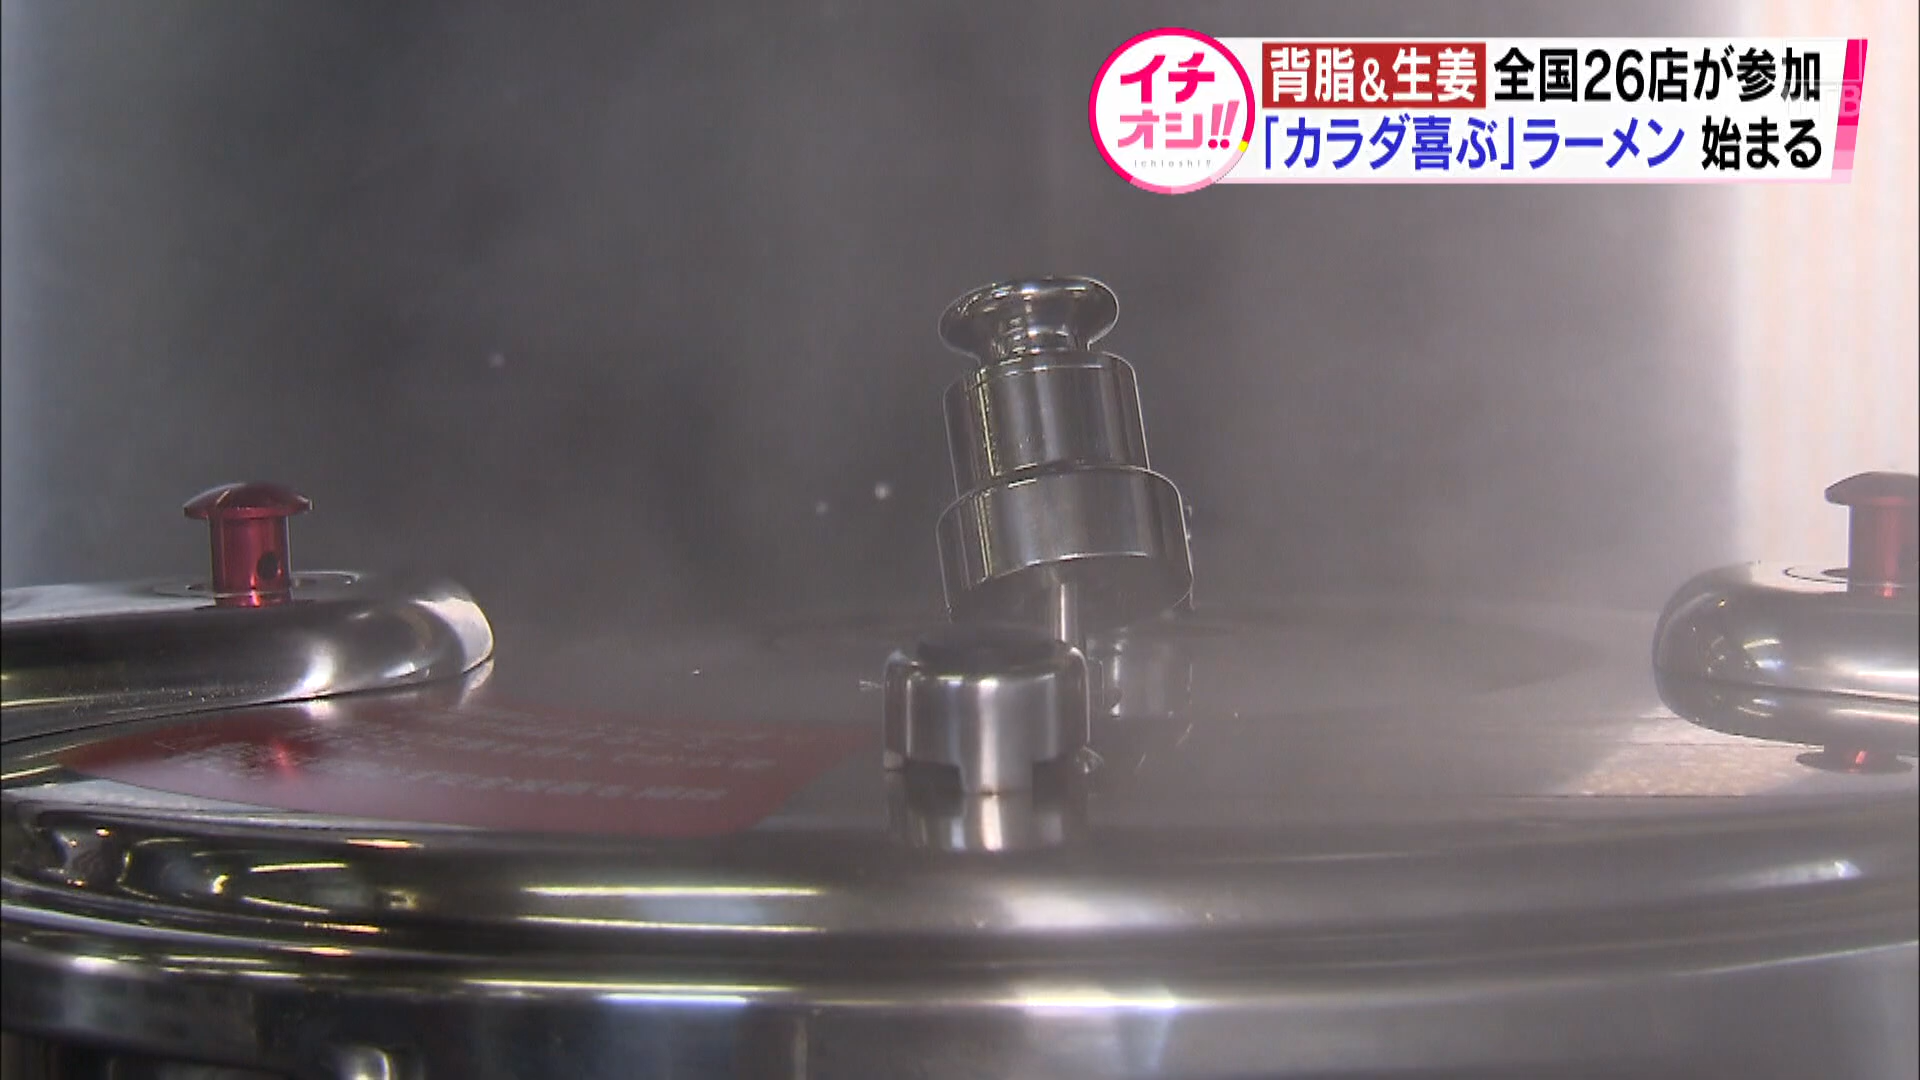 イチ
オシ!!
ichioshi!!
背脂&生姜 全国26店が参加
「カラダ喜ぶ」ラーメン 始まる